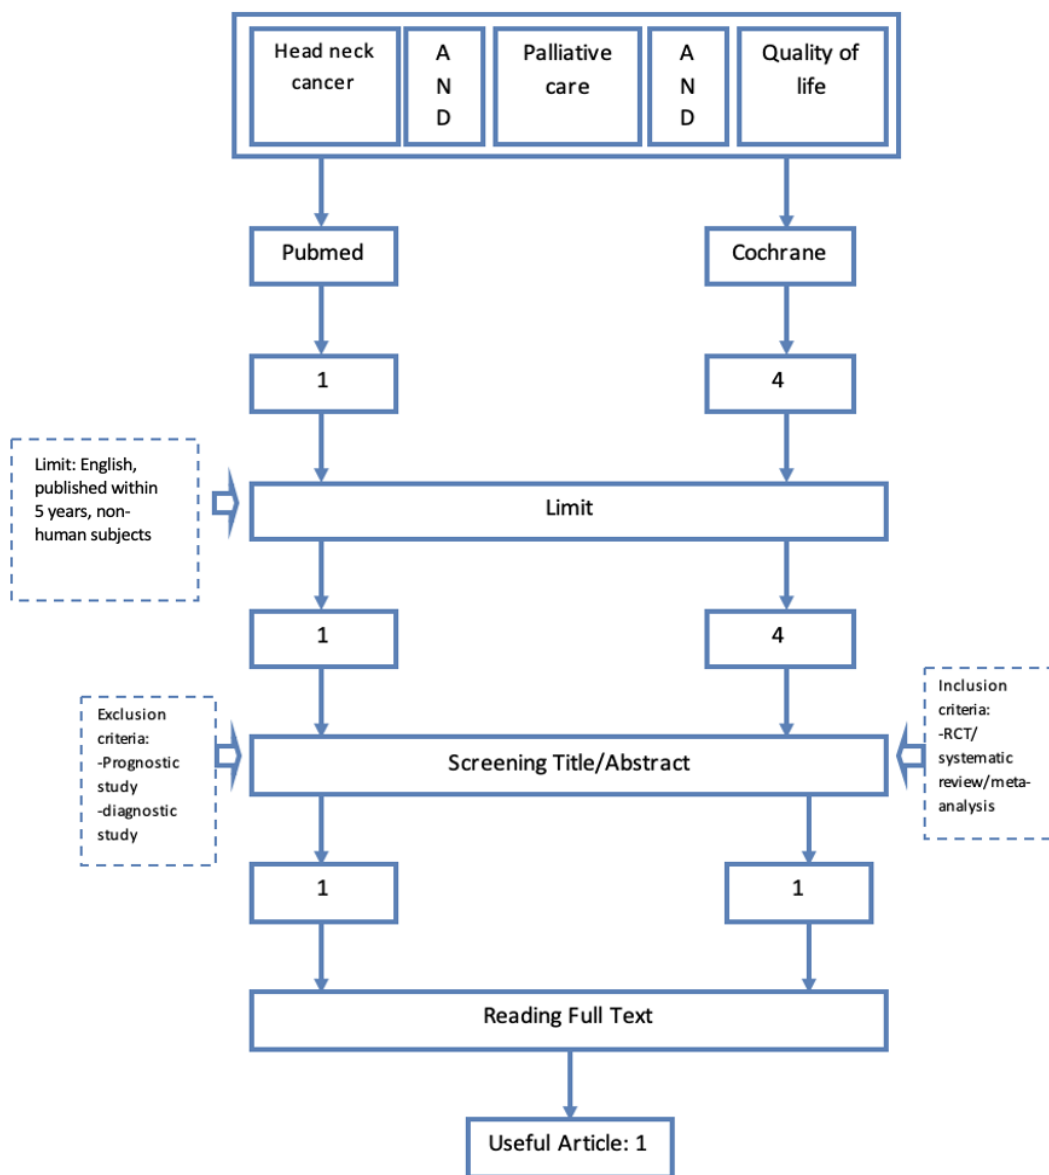 Head neck
cancer
A
N
D
Palliative
care
A
N
D
Quality of
life
Pubmed
Cochrane
1
4
Limit: English,
published within
5 years, non-
human subjects
Limit
1
4
Exclusion
criteria:
-Prognostic
study
-diagnostic
study
Screening Title/Abstract
Inclusion
criteria:
-RCT/
systematic
review/meta-
analysis
1
1
Reading Full Text
Useful Article: 1